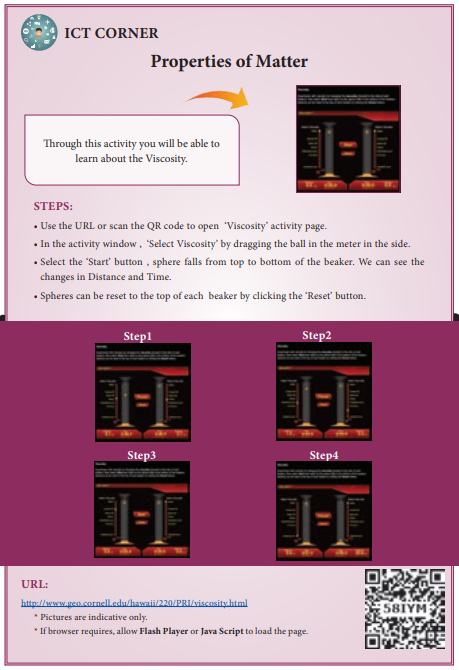 ICT CORNER
Properties of Matter
Through this activity you will be able to
learn about the Viscosity.
STEPS:
• Use the URL or scan the QR code to open ‘Viscosity’ activity page.
• In the activity window , ‘Select Viscosity’ by dragging the ball in the meter in the side.
• Select the ‘Start’ button , sphere falls from top to bottom of the beaker. We can see the
changes in Distance and Time.
• Spheres can be reset to the top of each beaker by clicking the ‘Reset’ button.
Step1
Step2
Step3
Step4
URL:
http://www.geo.cornell.edu/hawaii/220/PRI/viscosity.html
* Pictures are indicative only.
* If browser requires, allow Flash Player or Java Script to load the page.
58IYM